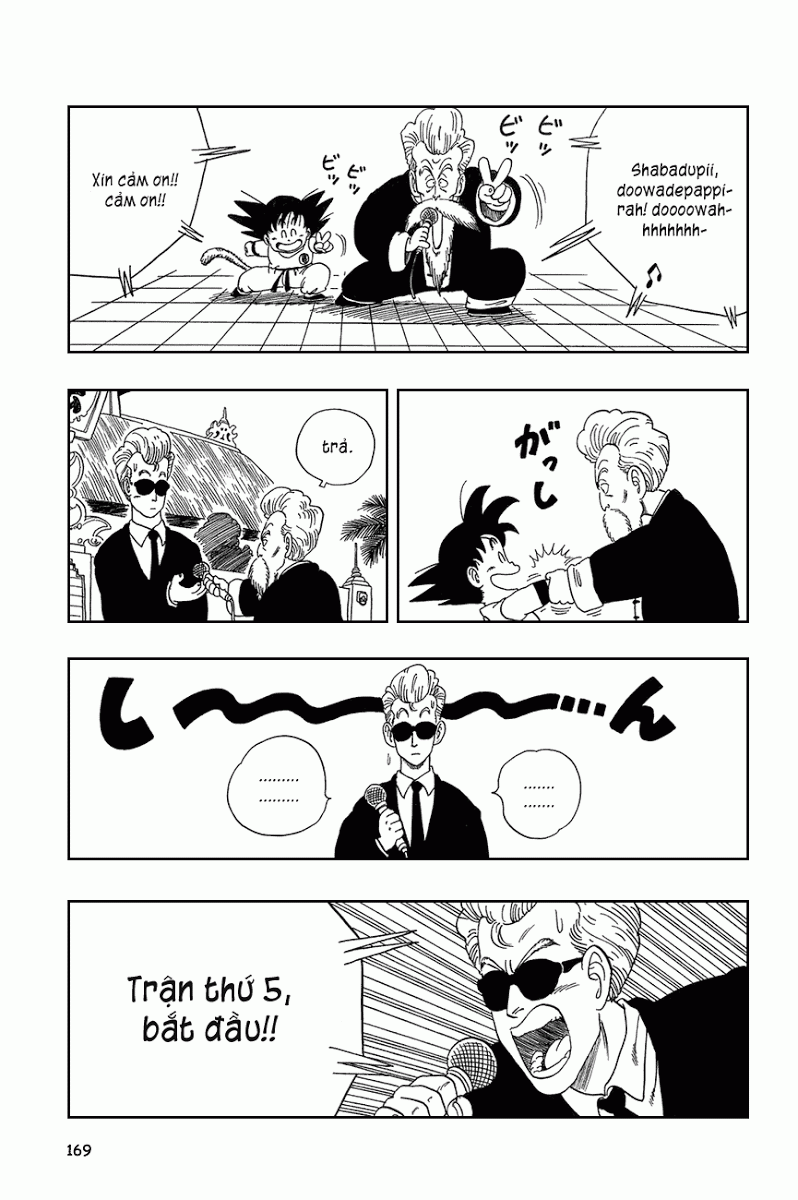 Xin cảm ơn!!
cảm ơn!!
ビッ
ビッ
ビッ
ビッ
Shabadupii,
doowadepappi-
rah! doooowah-
hhhhhhh-
trả.
がっし
し〜〜〜…ん
.........
.........
.......
.......
Trận thứ 5,
bắt đầu!!
169